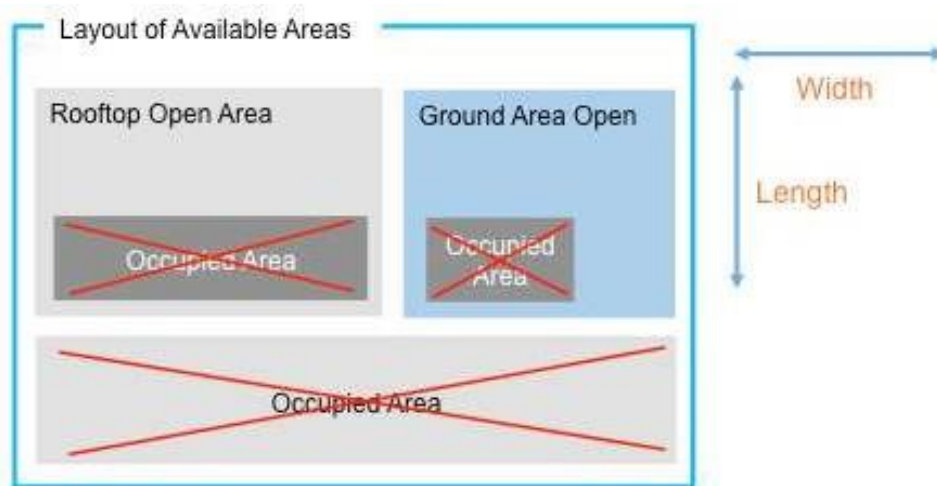 Layout of Available Areas
Rooftop Open Area
Ground Area Open
Width
Length
Occupied Area
Occupied
Area
Occupied Area